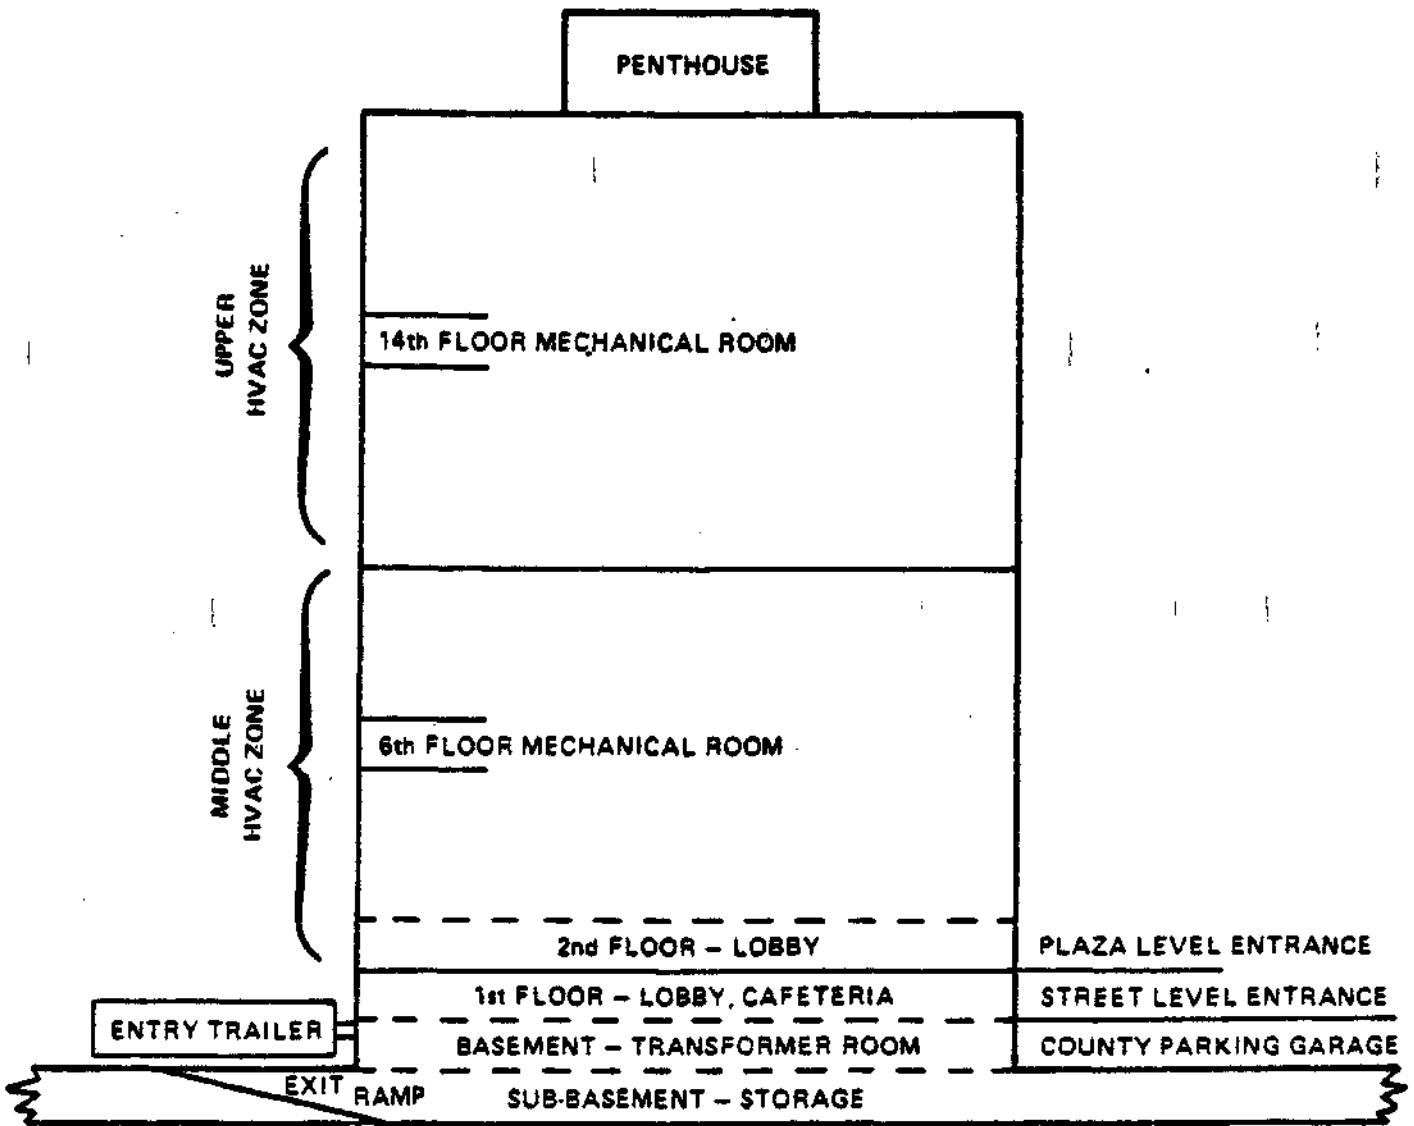 PENTHOUSE
UPPER
HVAC ZONE
14th FLOOR MECHANICAL ROOM
MIDDLE
HVAC ZONE
6th FLOOR MECHANICAL ROOM
2nd FLOOR – LOBBY
PLAZA LEVEL ENTRANCE
1st FLOOR – LOBBY, CAFETERIA
STREET LEVEL ENTRANCE
ENTRY TRAILER
BASEMENT – TRANSFORMER ROOM
COUNTY PARKING GARAGE
EXIT RAMP
SUB-BASEMENT – STORAGE